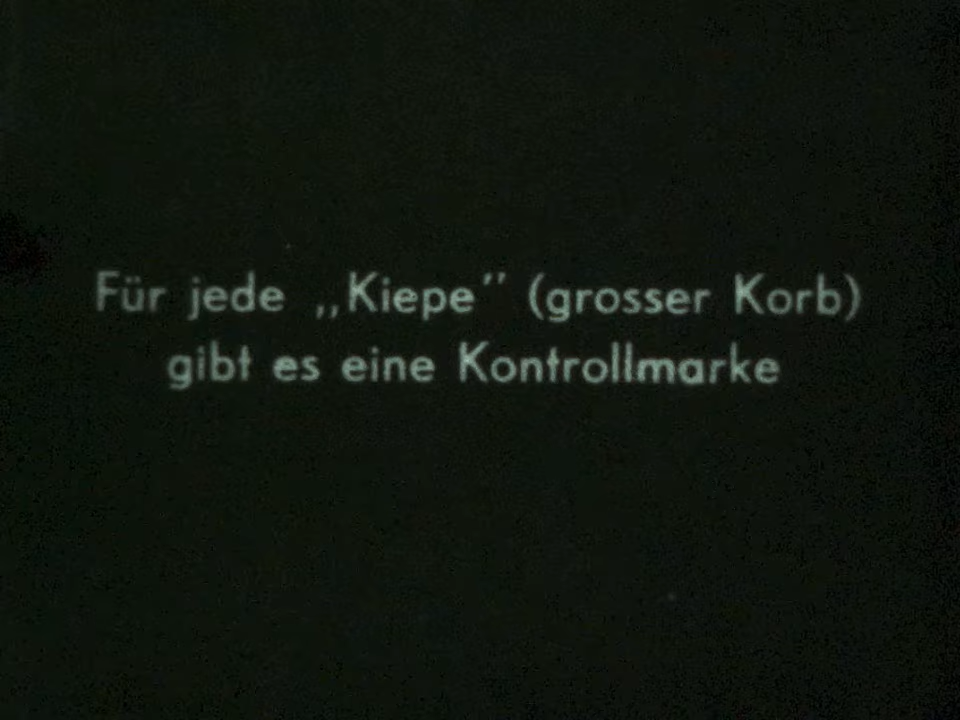 Für jede „Kiepe" (grosser Korb)
gibt es eine Kontrollmarke